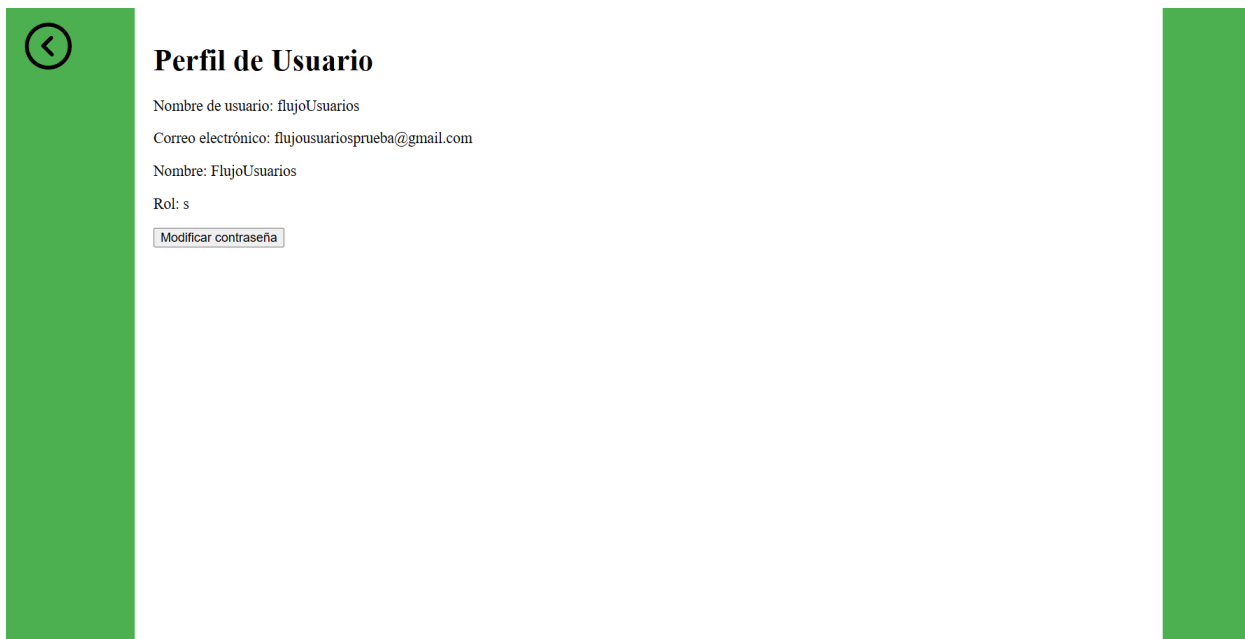 Perfil de Usuario
Nombre de usuario: flujoUsuarios
Correo electrónico: flujousuariosprueba@gmail.com
Nombre: FlujoUsuarios
Rol: s
Modificar contraseña